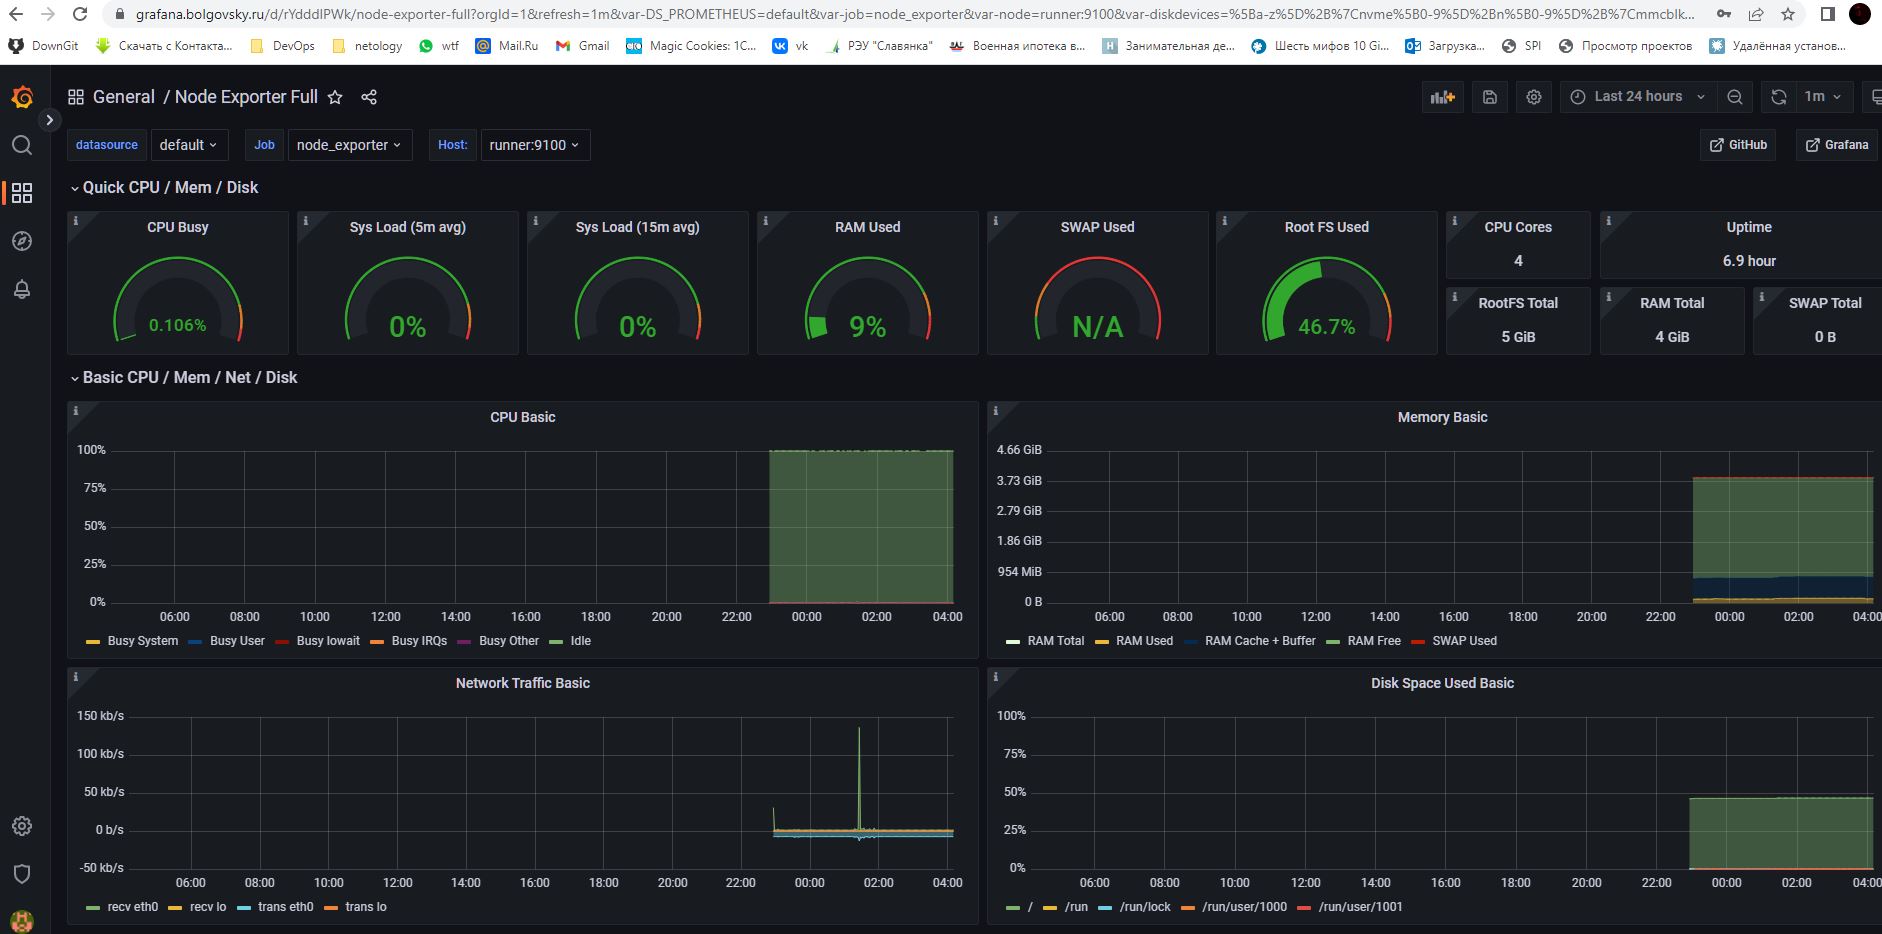 grafana.bolgovsky.ru/d/rYdddlPWk/node-exporter-full?orgId=1&refresh=1m&var-DS_PROMETHEUS=default&var-job=node_exporter&var-node=runner:9100&var-diskdevices=%5Ba-z%5D%2B%7Cnvme%5B0-9%5D%2Bn%5B0-9%5D%2B%7Cmmcblk...
DownGit Скачать с Контакта... DevOps netology wtf Mail.Ru Gmail Magic Cookies: 1C... vk РЭУ "Славянка" Военная ипотека в... Занимательная де... Шесть мифов 10 Gi... Загрузка... SPI Просмотр проектов Удалённая установ...
General / Node Exporter Full Last 24 hours 1m
datasource default Job node_exporter Host: runner:9100 GitHub Grafana
Quick CPU / Mem / Disk
CPU Busy
0.106%
Sys Load (5m avg)
0%
Sys Load (15m avg)
0%
RAM Used
9%
SWAP Used
N/A
Root FS Used
46.7%
CPU Cores
4
Uptime
6.9 hour
RootFS Total
5 GiB
RAM Total
4 GiB
SWAP Total
0 B
Basic CPU / Mem / Net / Disk
CPU Basic
100%
75%
50%
25%
0%
06:00 08:00 10:00 12:00 14:00 16:00 18:00 20:00 22:00 00:00 02:00 04:00
Busy System Busy User Busy Iowait Busy IRQs Busy Other Idle
Memory Basic
4.66 GiB
3.73 GiB
2.79 GiB
1.86 GiB
954 MiB
0 B
06:00 08:00 10:00 12:00 14:00 16:00 18:00 20:00 22:00 00:00 02:00 04:00
RAM Total RAM Used RAM Cache + Buffer RAM Free SWAP Used
Network Traffic Basic
150 kb/s
100 kb/s
50 kb/s
0 b/s
-50 kb/s
06:00 08:00 10:00 12:00 14:00 16:00 18:00 20:00 22:00 00:00 02:00 04:00
recv eth0 recv lo trans eth0 trans lo
Disk Space Used Basic
100%
75%
50%
25%
0%
06:00 08:00 10:00 12:00 14:00 16:00 18:00 20:00 22:00 00:00 02:00 04:00
/ /run /run/lock /run/user/1000 /run/user/1001